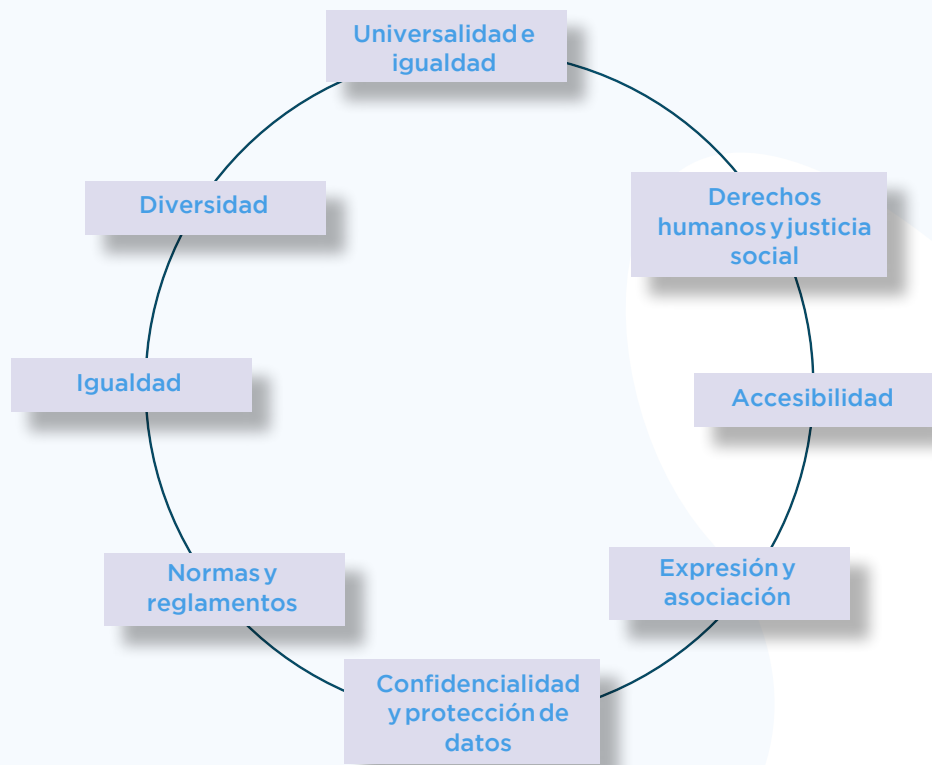 Universalidad e
igualdad
Derechos
humanos y justicia
social
Accesibilidad
Expresión y
asociación
Confidencialidad
y protección de
datos
Normas y
reglamentos
Igualdad
Diversidad